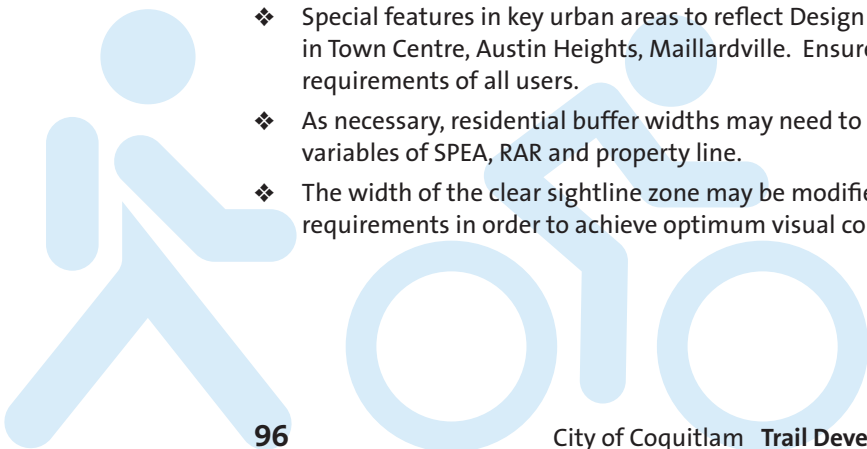 ❖ Special features in key urban areas to reflect Design
in Town Centre, Austin Heights, Maillardville. Ensure
requirements of all users.
❖ As necessary, residential buffer widths may need to
variables of SPEA, RAR and property line.
❖ The width of the clear sightline zone may be modifie
requirements in order to achieve optimum visual co
96 City of Coquitlam Trail Deve